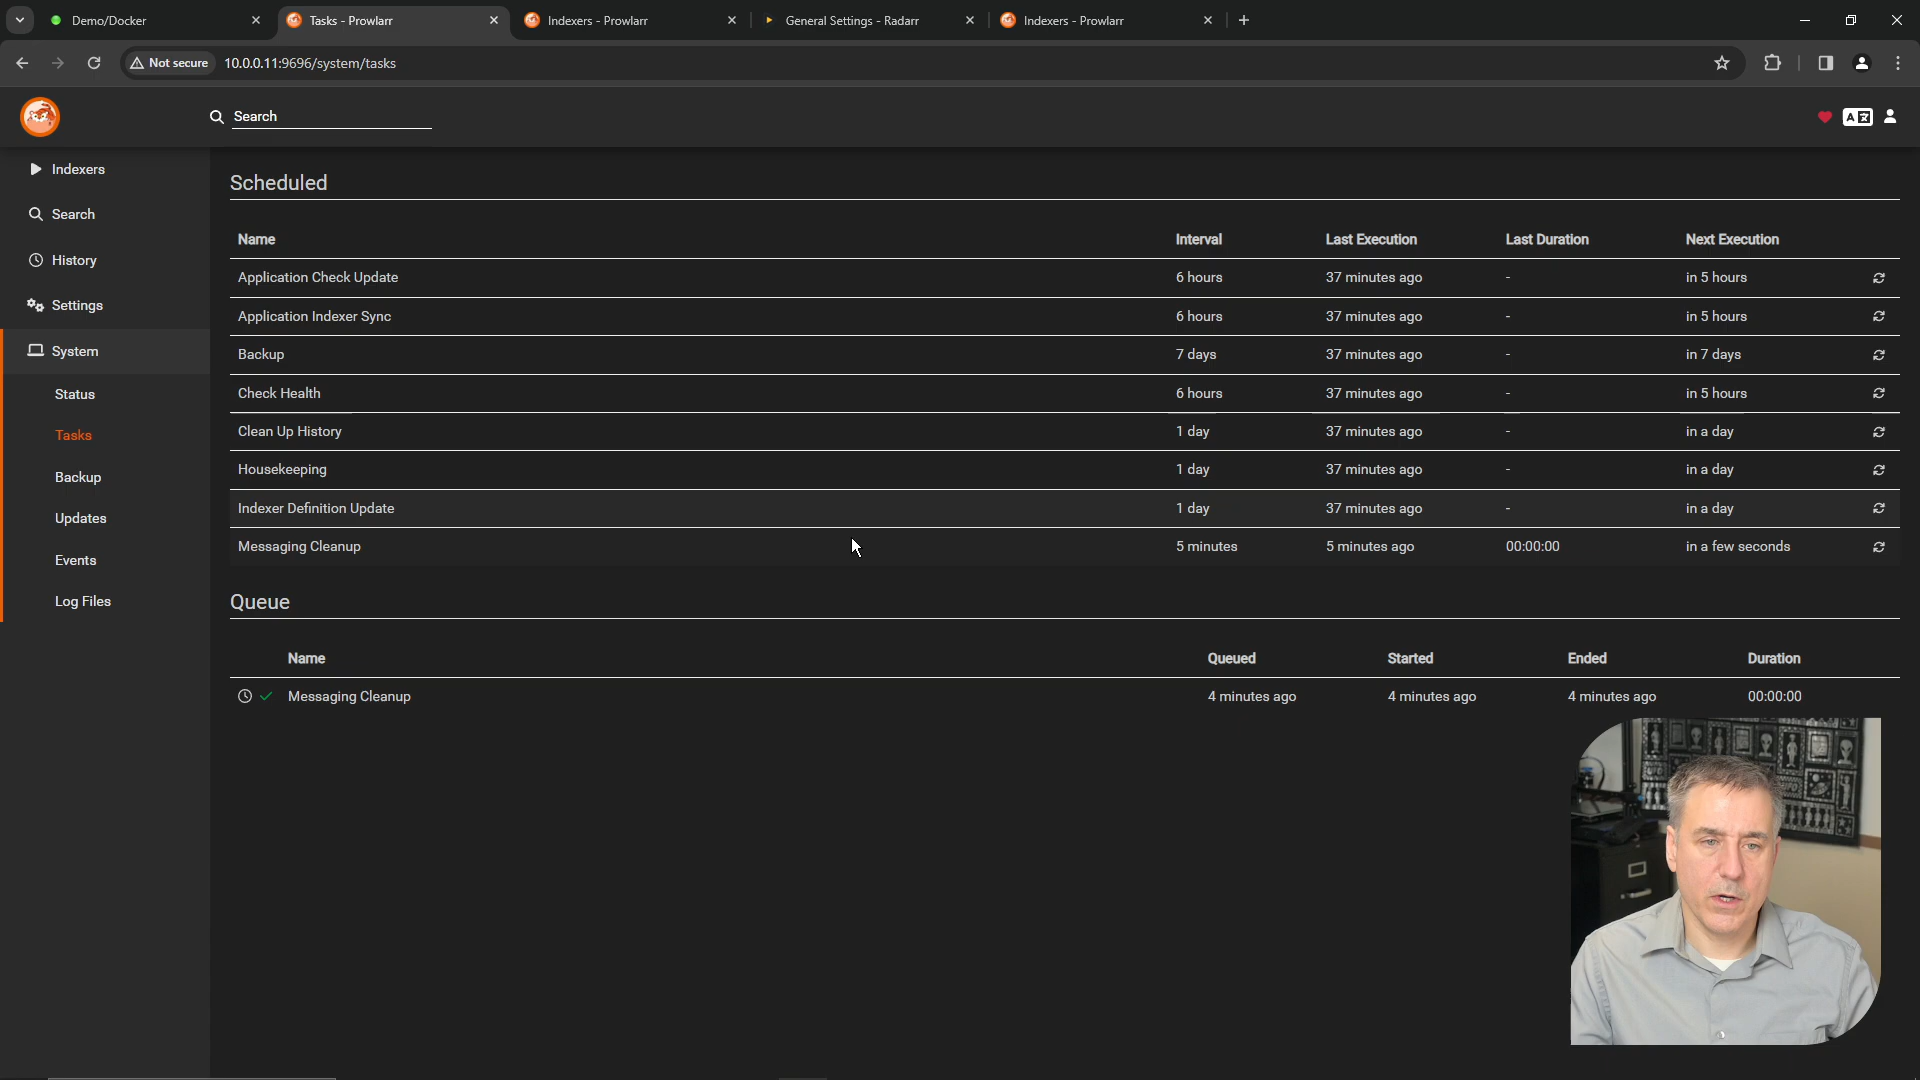 Demo/Docker
Tasks - Prowlarr
Indexers - Prowlarr
General Settings - Radarr
Indexers - Prowlarr
Not secure
10.0.0.11:9696/system/tasks
Search
Indexers
Search
History
Settings
System
Status
Tasks
Backup
Updates
Events
Log Files
Scheduled
Name Interval Last Execution Last Duration Next Execution
Application Check Update 6 hours 37 minutes ago - in 5 hours
Application Indexer Sync 6 hours 37 minutes ago - in 5 hours
Backup 7 days 37 minutes ago - in 7 days
Check Health 6 hours 37 minutes ago - in 5 hours
Clean Up History 1 day 37 minutes ago - in a day
Housekeeping 1 day 37 minutes ago - in a day
Indexer Definition Update 1 day 37 minutes ago - in a day
Messaging Cleanup 5 minutes 5 minutes ago 00:00:00 in a few seconds
Queue
Name Queued Started Ended Duration
Messaging Cleanup 4 minutes ago 4 minutes ago 4 minutes ago 00:00:00